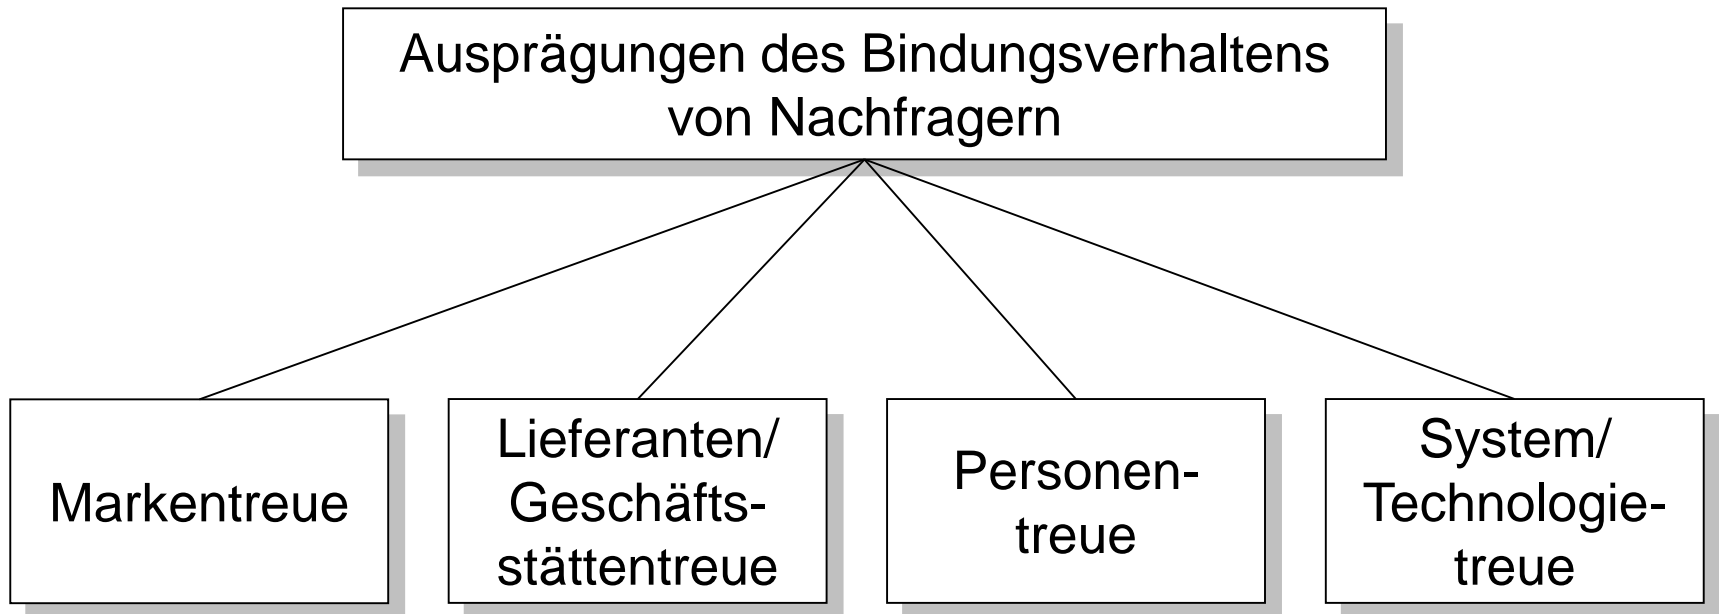 Ausprägungen des Bindungsverhaltens
von Nachfragern
Markentreue
Lieferanten/
Geschäfts-
stättentreue
Personen-
treue
System/
Technologie-
treue